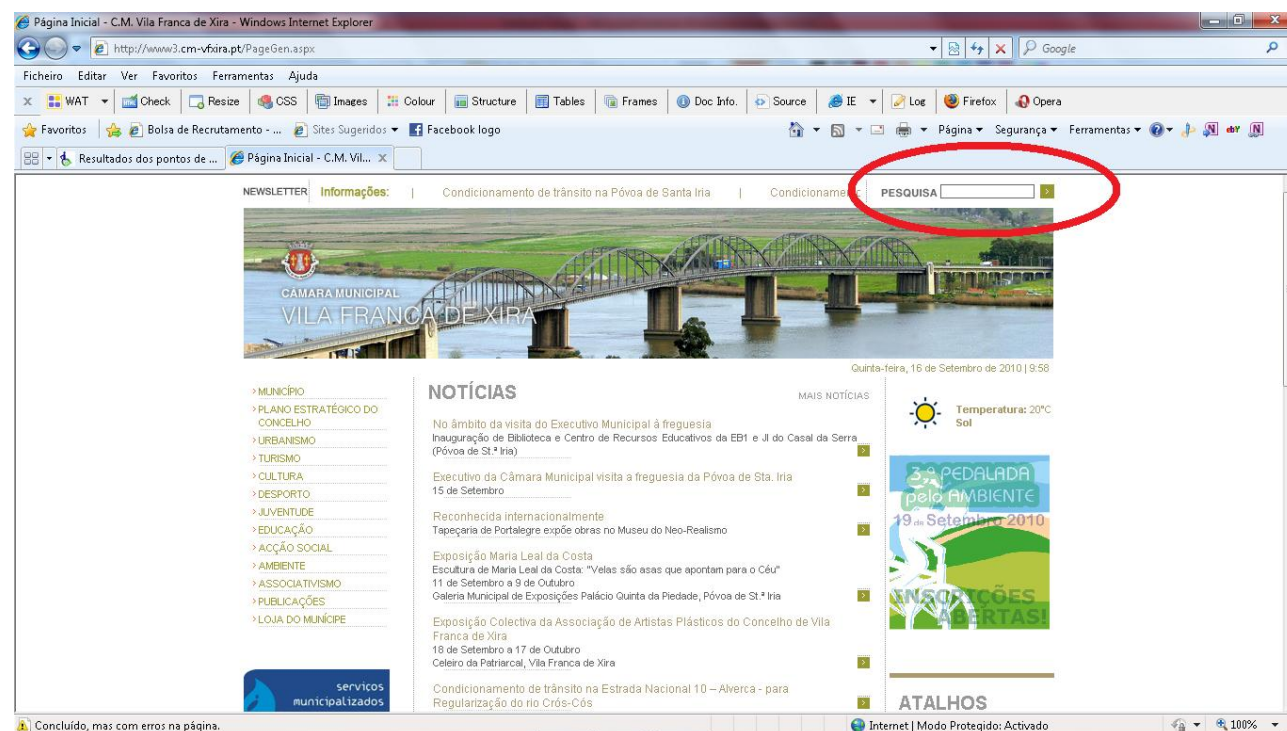 Página Inicial - C.M. Vila Franca de Xira - Windows Internet Explorer
http://www3.cm-vfxira.pt/PageGen.aspx
Google
Ficheiro Editar Ver Favoritos Ferramentas Ajuda
x WAT Check Resize CSS Images Colour Structure Tables Frames Doc Info. Source IE Log Firefox Opera
Favoritos Bolsa de Recrutamento - ... Sites Sugeridos Facebook logo Página Segurança Ferramentas
Resultados dos pontos de ... Página Inicial - C.M. Vil... X
NEWSLETTER Informações: | Condicionamento de trânsito na Póvoa de Santa Iria | Condicionament PESQUISA
CÂMARA MUNICIPAL
VILA FRANCA DE XIRA
Quinta-feira, 16 de Setembro de 2010 | 9:58
> MUNICÍPIO
> PLANO ESTRATÉGICO DO
CONCELHO
> URBANISMO
> TURISMO
> CULTURA
> DESPORTO
> JUVENTUDE
> EDUCAÇÃO
> ACÇÃO SOCIAL
> AMBIENTE
> ASSOCIATIVISMO
> PUBLICAÇÕES
> LOJA DO MUNÍCIPE
serviços
municipalizados
NOTÍCIAS
MAIS NOTÍCIAS
No âmbito da visita do Executivo Municipal à freguesia
Inauguração de Biblioteca e Centro de Recursos Educativos da EB1 e JI do Casal da Serra
(Póvoa de St.ª Iria)
Executivo da Câmara Municipal visita a freguesia da Póvoa de Sta. Iria
15 de Setembro
Reconhecida internacionalmente
Tapeçaria de Portalegre expõe obras no Museu do Neo-Realismo
Exposição Maria Leal da Costa
Escultura de Maria Leal da Costa: "Velas são asas que apontam para o Céu"
11 de Setembro a 9 de Outubro
Galeria Municipal de Exposições Palácio Quinta da Piedade, Póvoa de St.ª Iria
Exposição Colectiva da Associação de Artistas Plásticos do Concelho de Vila
Franca de Xira
18 de Setembro a 17 de Outubro
Celeiro da Patriarcal, Vila Franca de Xira
Condicionamento de trânsito na Estrada Nacional 10 – Alverca - para
Regularização do rio Crós-Cós
Temperatura: 20ºC
Sol
3.ª PEDALADA
pelo AMBIENTE
19 de Setembro 2010
INSCRIÇÕES
ABERTAS!
ATALHOS
Concluído, mas com erros na página. Internet | Modo Protegido: Activado 100%